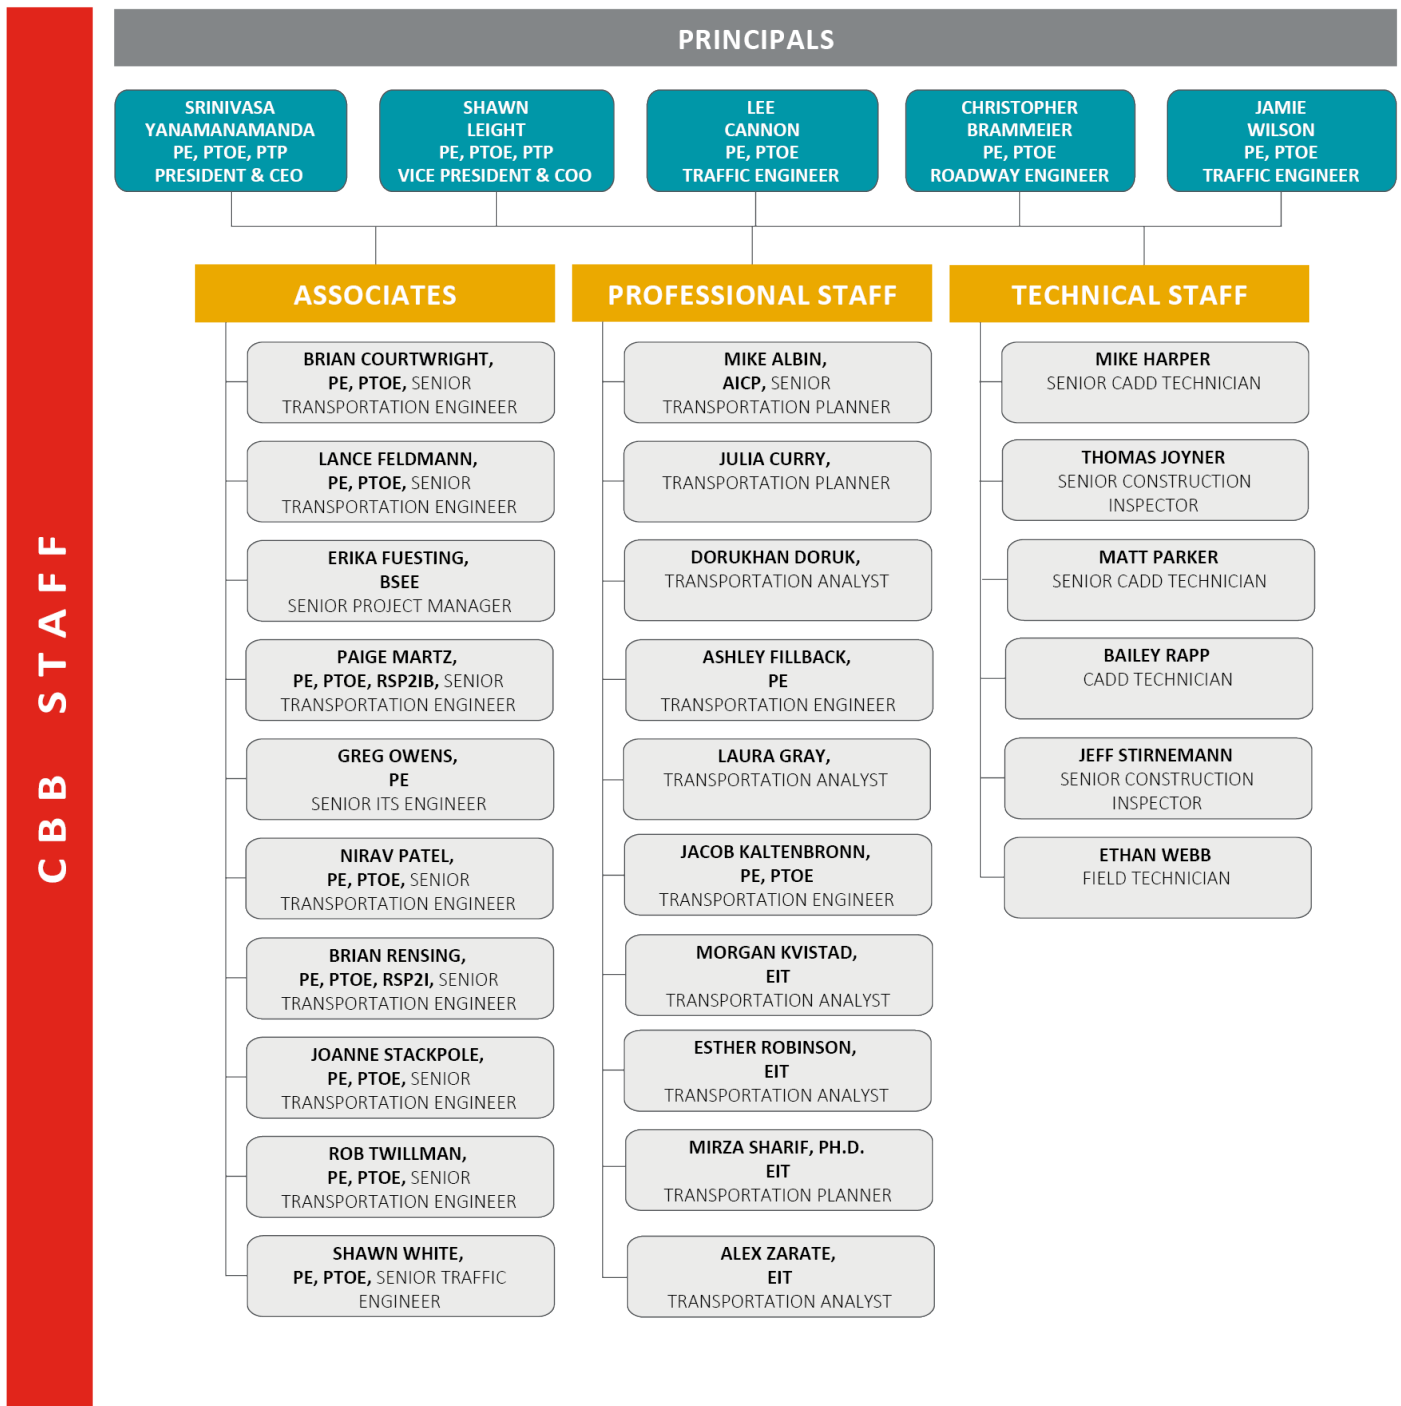 CBB STAFF
PRINCIPALS
SRINIVASA
YANAMANAMANDA
PE, PTOE, PTP
PRESIDENT & CEO
SHAWN
LEIGHT
PE, PTOE, PTP
VICE PRESIDENT & COO
LEE
CANNON
PE, PTOE
TRAFFIC ENGINEER
CHRISTOPHER
BRAMMEIER
PE, PTOE
ROADWAY ENGINEER
JAMIE
WILSON
PE, PTOE
TRAFFIC ENGINEER
ASSOCIATES
BRIAN COURTWRIGHT,
PE, PTOE, SENIOR
TRANSPORTATION ENGINEER
LANCE FELDMANN,
PE, PTOE, SENIOR
TRANSPORTATION ENGINEER
ERIKA FUESTING,
BSEE
SENIOR PROJECT MANAGER
PAIGE MARTZ,
PE, PTOE, RSP2IB, SENIOR
TRANSPORTATION ENGINEER
GREG OWENS,
PE
SENIOR ITS ENGINEER
NIRAV PATEL,
PE, PTOE, SENIOR
TRANSPORTATION ENGINEER
BRIAN RENSING,
PE, PTOE, RSP2I, SENIOR
TRANSPORTATION ENGINEER
JOANNE STACKPOLE,
PE, PTOE, SENIOR
TRANSPORTATION ENGINEER
ROB TWILLMAN,
PE, PTOE, SENIOR
TRANSPORTATION ENGINEER
SHAWN WHITE,
PE, PTOE, SENIOR TRAFFIC
ENGINEER
PROFESSIONAL STAFF
MIKE ALBIN,
AICP, SENIOR
TRANSPORTATION PLANNER
JULIA CURRY,
TRANSPORTATION PLANNER
DORUKHAN DORUK,
TRANSPORTATION ANALYST
ASHLEY FILLBACK,
PE
TRANSPORTATION ENGINEER
LAURA GRAY,
TRANSPORTATION ANALYST
JACOB KALTENBRONN,
PE, PTOE
TRANSPORTATION ENGINEER
MORGAN KVISTAD,
EIT
TRANSPORTATION ANALYST
ESTHER ROBINSON,
EIT
TRANSPORTATION ANALYST
MIRZA SHARIF, PH.D.
EIT
TRANSPORTATION PLANNER
ALEX ZARATE,
EIT
TRANSPORTATION ANALYST
TECHNICAL STAFF
MIKE HARPER
SENIOR CADD TECHNICIAN
THOMAS JOYNER
SENIOR CONSTRUCTION
INSPECTOR
MATT PARKER
SENIOR CADD TECHNICIAN
BAILEY RAPP
CADD TECHNICIAN
JEFF STIRNEMANN
SENIOR CONSTRUCTION
INSPECTOR
ETHAN WEBB
FIELD TECHNICIAN